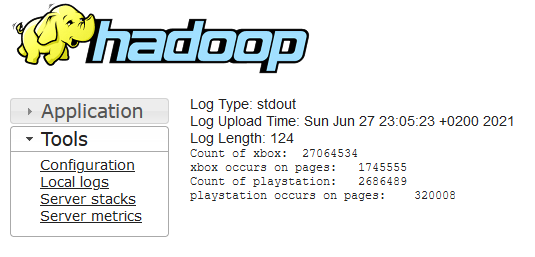 hadoop
Application
Tools
Configuration
Local logs
Server stacks
Server metrics
Log Type: stdout
Log Upload Time: Sun Jun 27 23:05:23 +0200 2021
Log Length: 124
Count of xbox: 27064534
xbox occurs on pages: 1745555
Count of playstation: 2686489
playstation occurs on pages: 320008